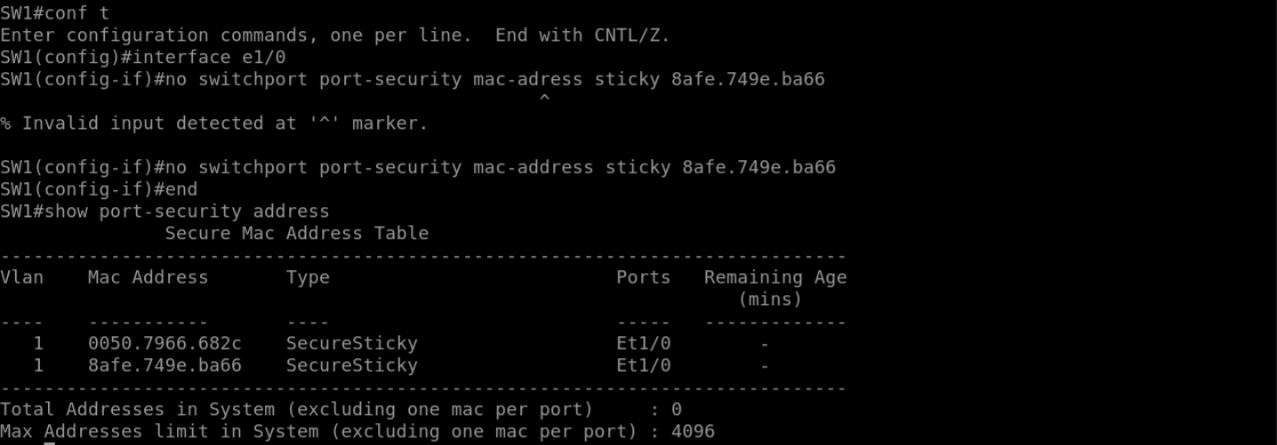 SW1#conf t
Enter configuration commands, one per line.  End with CNTL/Z.
SW1(config)#interface e1/0
SW1(config-if)#no switchport port-security mac-adress sticky 8afe.749e.ba66
                                                 ^
% Invalid input detected at '^' marker.

SW1(config-if)#no switchport port-security mac-address sticky 8afe.749e.ba66
SW1(config-if)#end
SW1#show port-security address
               Secure Mac Address Table
-----------------------------------------------------------------------------
Vlan    Mac Address       Type                          Ports   Remaining Age
                                                                   (mins)
----    -----------       ----                          -----   -------------
   1    0050.7966.682c    SecureSticky                  Et1/0        -
   1    8afe.749e.ba66    SecureSticky                  Et1/0        -
-----------------------------------------------------------------------------
Total Addresses in System (excluding one mac per port)     : 0
Max Addresses limit in System (excluding one mac per port) : 4096